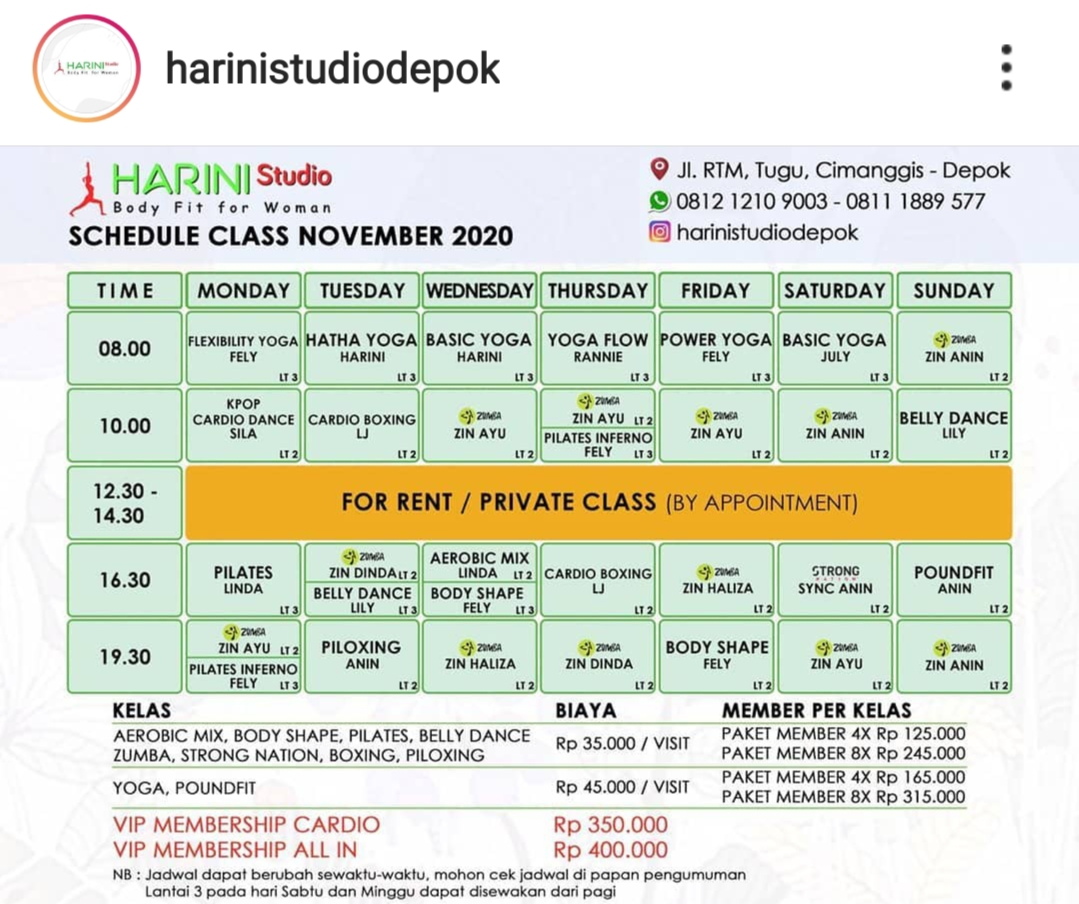 harinistudiodepok
HARINI Studio
Body Fit for Woman
SCHEDULE CLASS NOVEMBER 2020
Jl. RTM, Tugu, Cimanggis - Depok
0812 1210 9003 - 0811 1889 577
harinistudiodepok
TIME MONDAY TUESDAY WEDNESDAY THURSDAY FRIDAY SATURDAY SUNDAY
08.00
FLEXIBILITY YOGA
FELY
LT 3
HATHA YOGA
HARINI
LT 3
BASIC YOGA
HARINI
LT 3
YOGA FLOW
RANNIE
LT 3
POWER YOGA
FELY
LT 3
BASIC YOGA
JULY
LT 3
ZUMBA
ZIN ANIN
LT 2
10.00
KPOP
CARDIO DANCE
SILA
LT 2
CARDIO BOXING
LJ
LT 2
ZUMBA
ZIN AYU
LT 2
ZUMBA
ZIN AYU LT 2
PILATES INFERNO
FELY LT 3
ZUMBA
ZIN AYU
LT 2
ZUMBA
ZIN ANIN
LT 2
BELLY DANCE
LILY
LT 2
12.30 -
14.30
FOR RENT / PRIVATE CLASS (BY APPOINTMENT)
16.30
PILATES
LINDA
LT 3
ZUMBA
ZIN DINDA LT 2
BELLY DANCE
LILY LT 3
AEROBIC MIX
LINDA LT 2
BODY SHAPE
FELY LT 3
CARDIO BOXING
LJ
LT 2
ZUMBA
ZIN HALIZA
LT 2
STRONG
SYNC ANIN
LT 2
POUNDFIT
ANIN
LT 2
19.30
ZUMBA
ZIN AYU LT 2
PILATES INFERNO
FELY LT 3
PILOXING
ANIN
LT 2
ZUMBA
ZIN HALIZA
LT 2
ZUMBA
ZIN DINDA
LT 2
BODY SHAPE
FELY
LT 2
ZUMBA
ZIN AYU
LT 2
ZUMBA
ZIN ANIN
LT 2
KELAS BIAYA MEMBER PER KELAS
AEROBIC MIX, BODY SHAPE, PILATES, BELLY DANCE
ZUMBA, STRONG NATION, BOXING, PILOXING
Rp 35.000 / VISIT
PAKET MEMBER 4X Rp 125.000
PAKET MEMBER 8X Rp 245.000
YOGA, POUNDFIT
Rp 45.000 / VISIT
PAKET MEMBER 4X Rp 165.000
PAKET MEMBER 8X Rp 315.000
VIP MEMBERSHIP CARDIO Rp 350.000
VIP MEMBERSHIP ALL IN Rp 400.000
NB : Jadwal dapat berubah sewaktu-waktu, mohon cek jadwal di papan pengumuman
Lantai 3 pada hari Sabtu dan Minggu dapat disewakan dari pagi